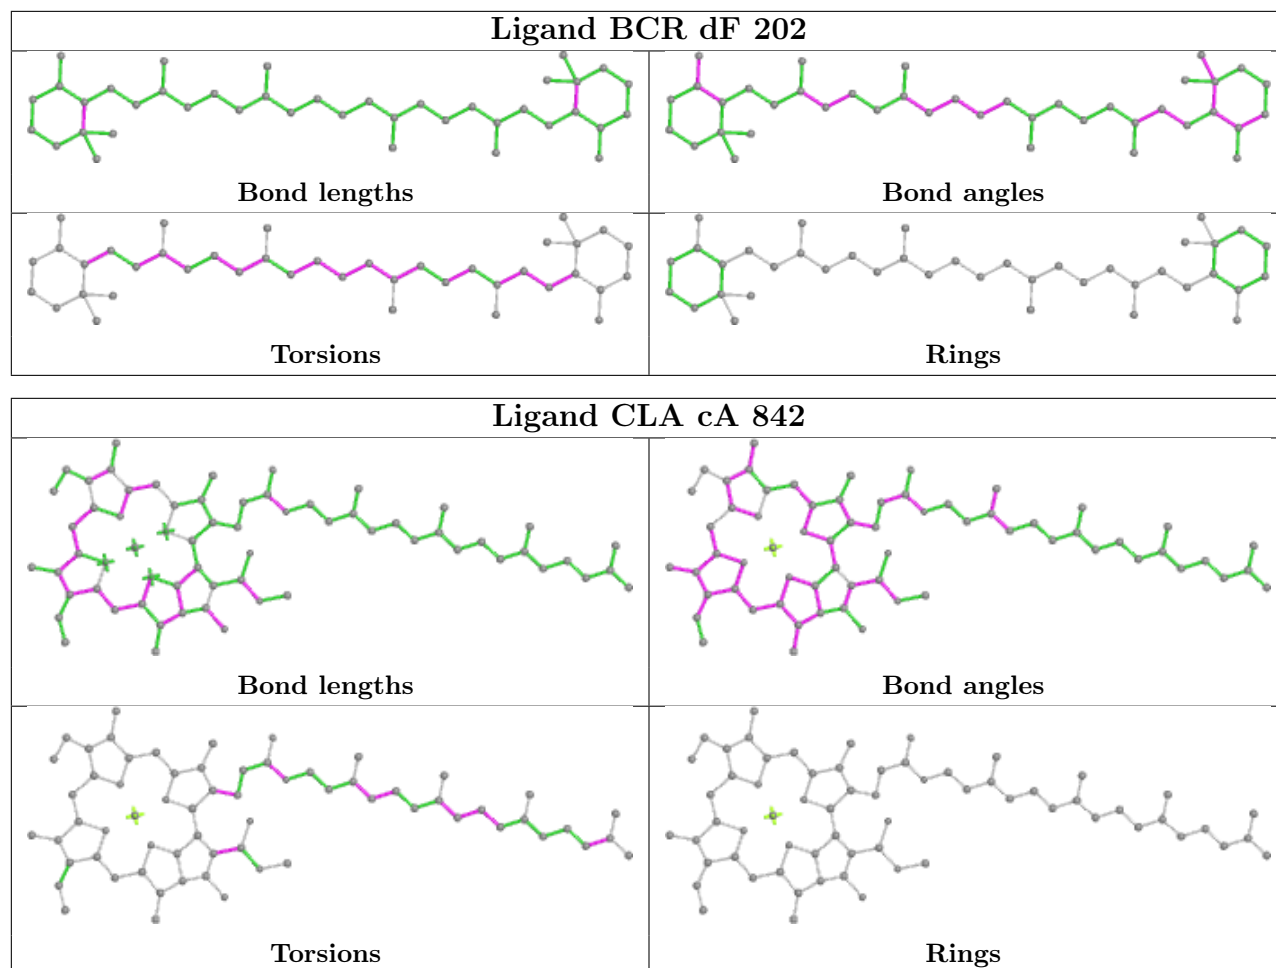 Ligand BCR dF 202
Bond lengths
Bond angles
Torsions
Rings
Ligand CLA cA 842
Bond lengths
Bond angles
Torsions
Rings